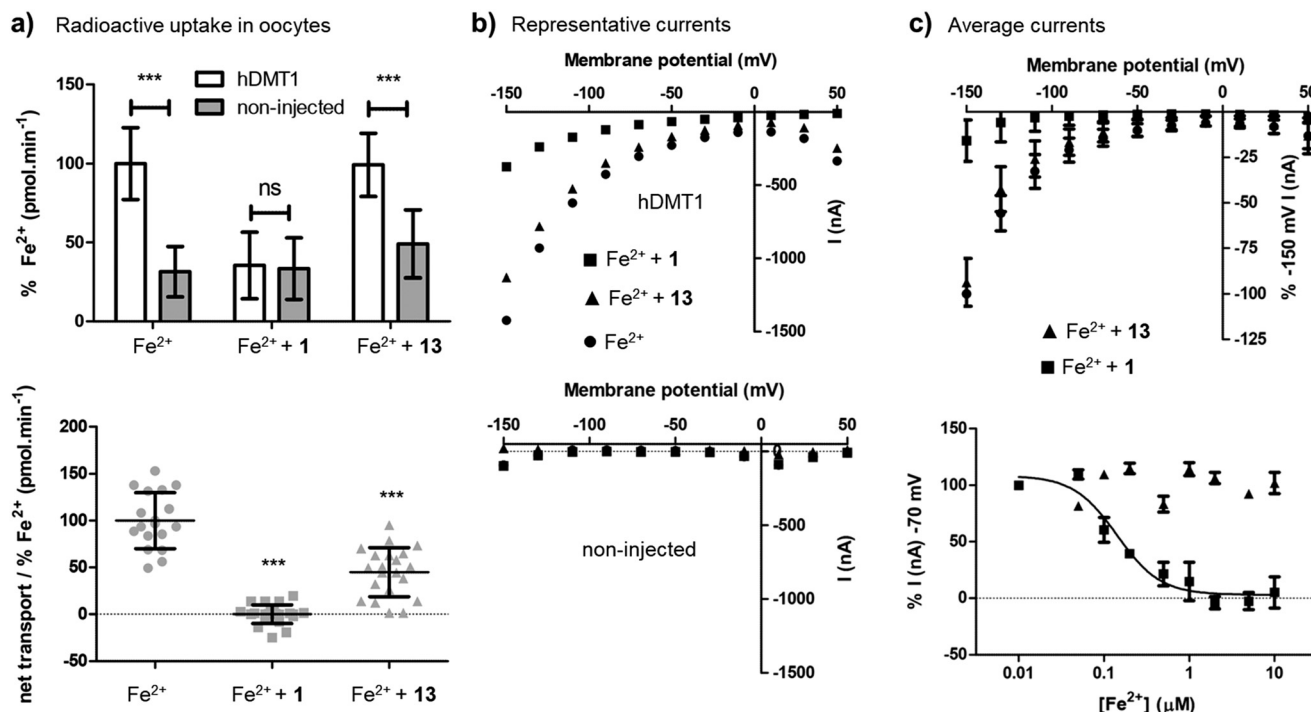 a) Radioactive uptake in oocytes
% Fe²⁺ (pmol.min⁻¹)
150
100
50
0
***
ns
***
hDMT1
non-injected
Fe²⁺
Fe²⁺ + 1
Fe²⁺ + 13
net transport / % Fe²⁺ (pmol.min⁻¹)
200
150
100
50
0
-50
***
***
Fe²⁺
Fe²⁺ + 1
Fe²⁺ + 13
b) Representative currents
Membrane potential (mV)
-150
-100
-50
0
50
-500
-1000
-1500
I (nA)
hDMT1
Fe²⁺ + 1
Fe²⁺ + 13
Fe²⁺
Membrane potential (mV)
-150
-100
-50
0
50
0
-500
-1000
-1500
I (nA)
non-injected
c) Average currents
Membrane potential (mV)
-150
-100
-50
0
50
-25
-50
-75
-100
-125
% -150 mV I (nA)
Fe²⁺ + 13
Fe²⁺ + 1
% I (nA) -70 mV
150
100
50
0
-50
0.01
0.1
1
10
[Fe²⁺] (μM)